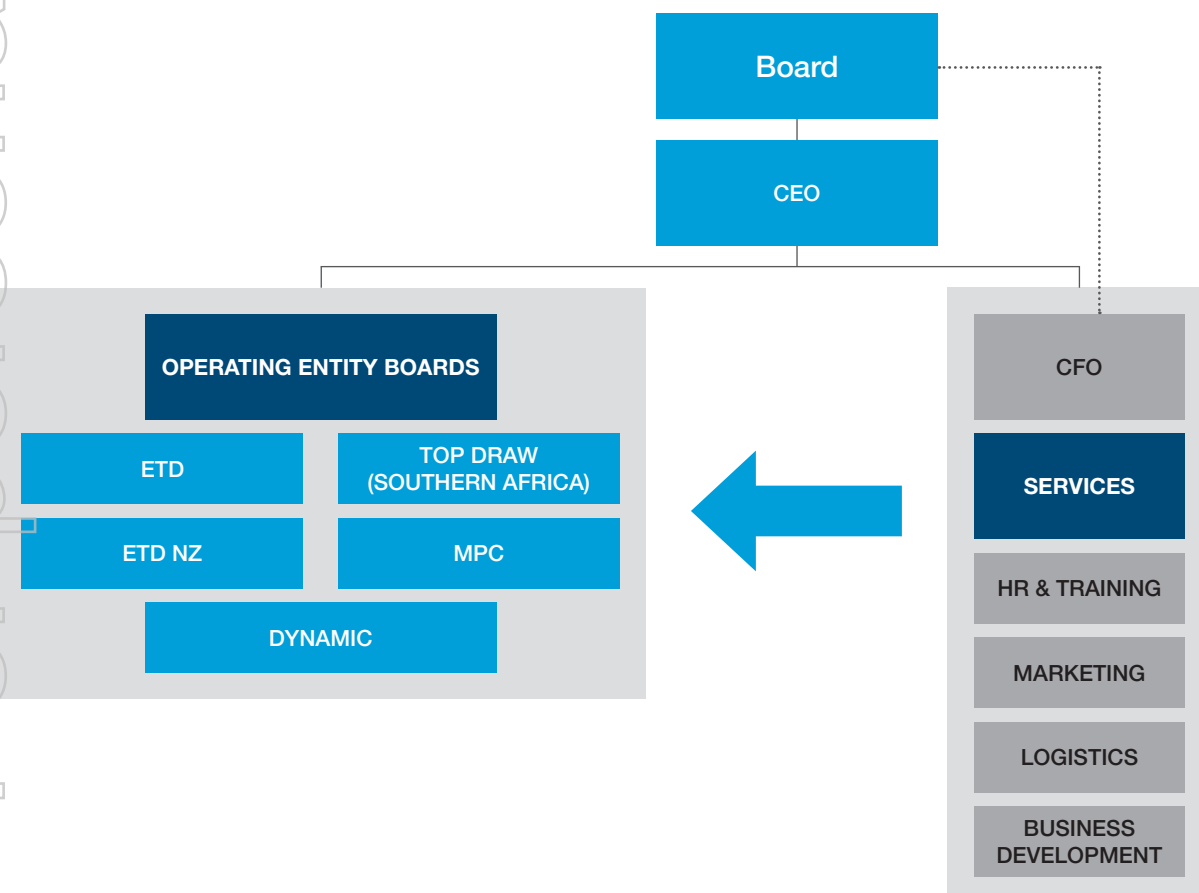 Board
CEO
OPERATING ENTITY BOARDS
ETD
TOP DRAW
(SOUTHERN AFRICA)
ETD NZ
MPC
DYNAMIC
CFO
SERVICES
HR & TRAINING
MARKETING
LOGISTICS
BUSINESS
DEVELOPMENT